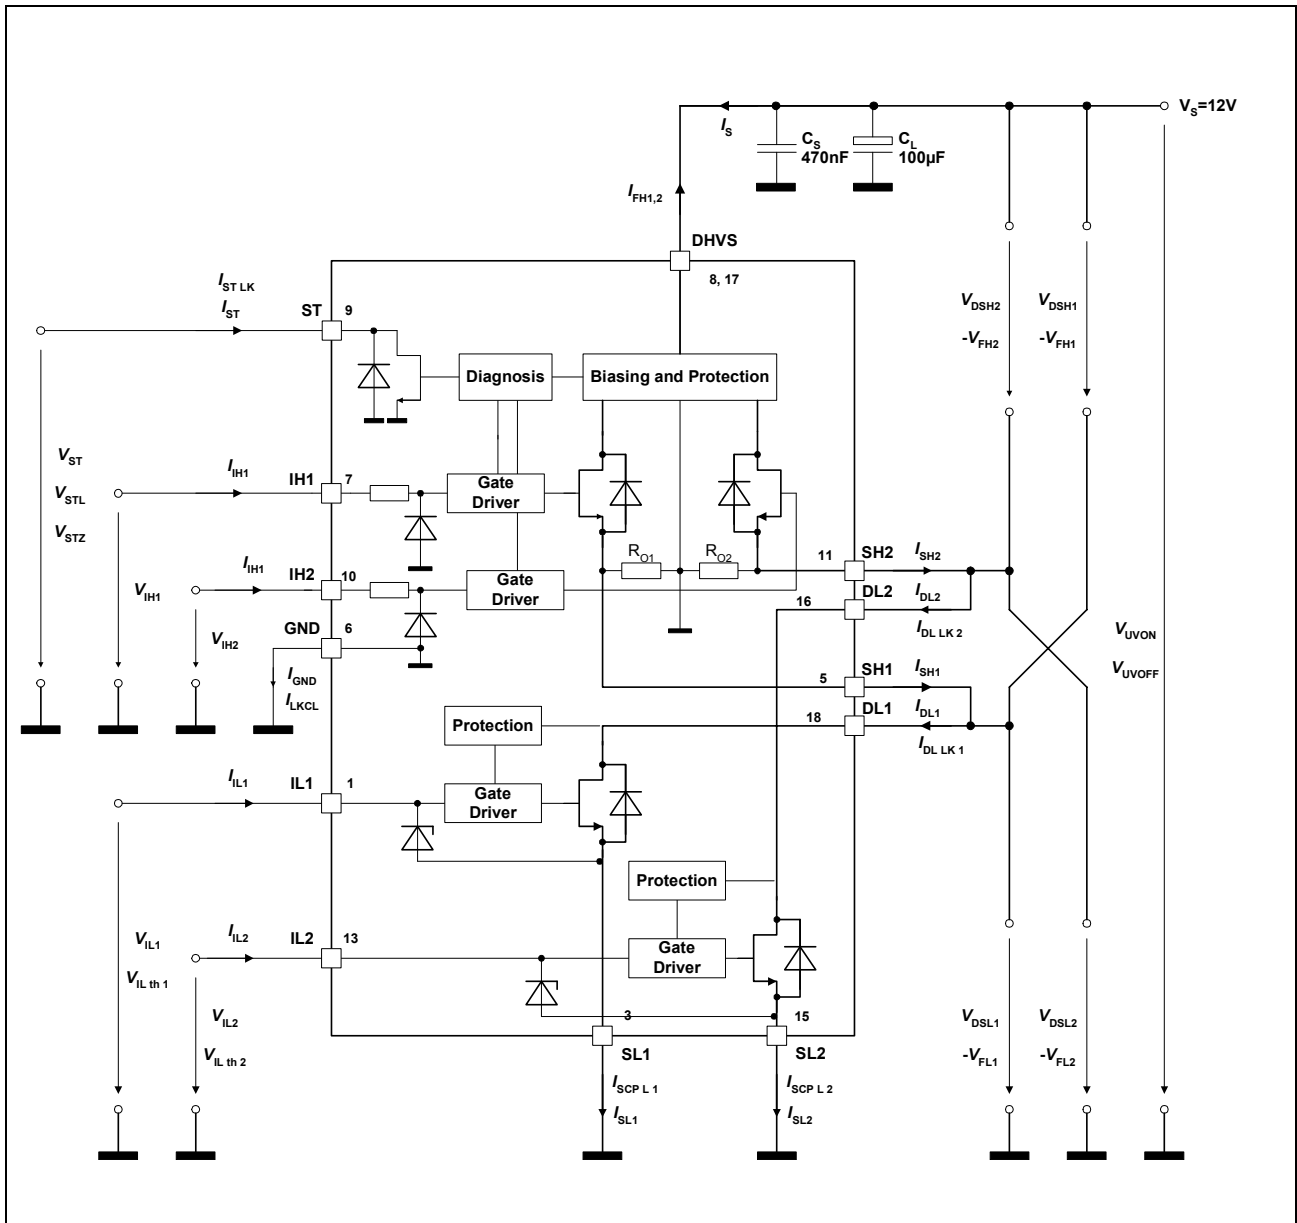 V_S=12V
I_S
C_S
470nF
C_L
100µF
I_FH1,2
DHVS
8, 17
I_ST LK
I_ST
ST
9
V_DSH2
-V_FH2
V_DSH1
-V_FH1
Diagnosis
Biasing and Protection
V_ST
V_STL
V_STZ
I_IH1
IH1
7
Gate
Driver
R_O1
R_O2
11
SH2
I_SH2
V_IH1
I_IH1
IH2
10
Gate
Driver
16
DL2
I_DL2
I_DL LK 2
V_IH2
GND
6
I_GND
I_LKCL
V_UVON
V_UVOFF
5
SH1
I_SH1
18
DL1
I_DL1
I_DL LK 1
Protection
I_IL1
IL1
1
Gate
Driver
Protection
V_IL1
V_IL th 1
I_IL2
IL2
13
Gate
Driver
V_IL2
V_IL th 2
3
15
SL1
SL2
V_DSL1
-V_FL1
V_DSL2
-V_FL2
I_SCP L 1
I_SL1
I_SCP L 2
I_SL2